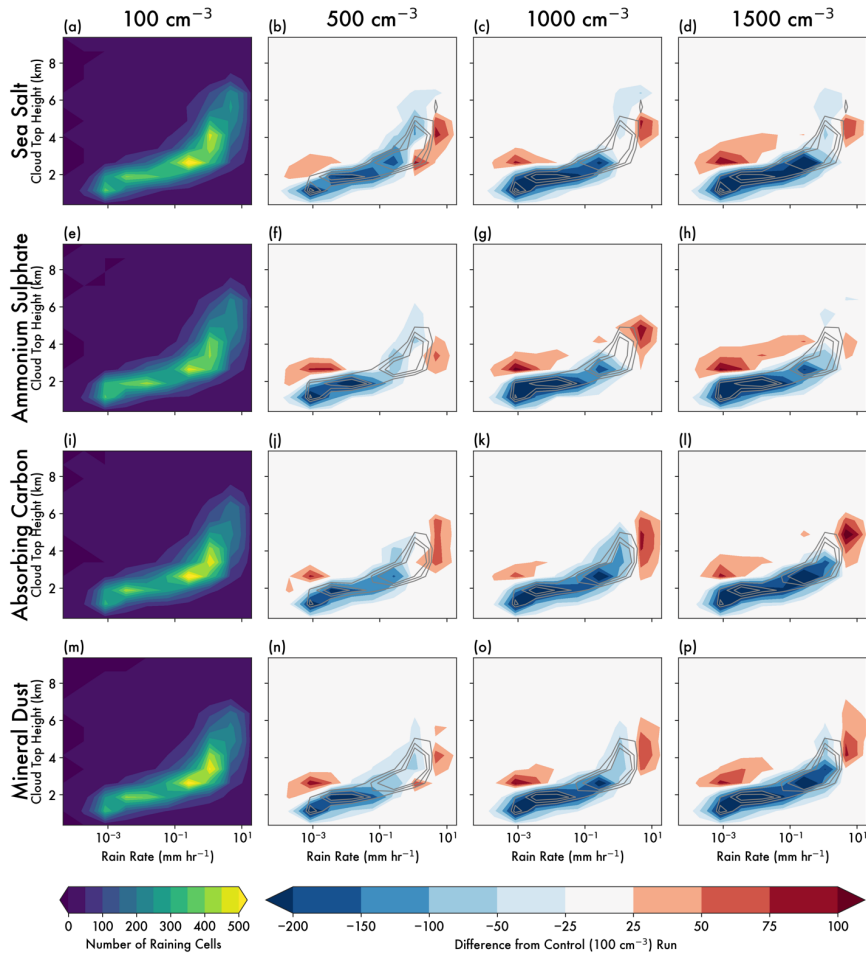 100 cm⁻³ 500 cm⁻³ 1000 cm⁻³ 1500 cm⁻³
(a) (b) (c) (d)
Sea Salt
Cloud Top Height (km)
8
6
4
2
(e) (f) (g) (h)
Ammonium Sulphate
Cloud Top Height (km)
8
6
4
2
(i) (j) (k) (l)
Absorbing Carbon
Cloud Top Height (km)
8
6
4
2
(m) (n) (o) (p)
Mineral Dust
Cloud Top Height (km)
8
6
4
2
10⁻³ 10⁻¹ 10¹ 10⁻³ 10⁻¹ 10¹ 10⁻³ 10⁻¹ 10¹ 10⁻³ 10⁻¹ 10¹
Rain Rate (mm hr⁻¹) Rain Rate (mm hr⁻¹) Rain Rate (mm hr⁻¹) Rain Rate (mm hr⁻¹)
0 100 200 300 400 500 −200 −150 −100 −50 −25 25 50 75 100
Number of Raining Cells Difference from Control (100 cm⁻³) Run